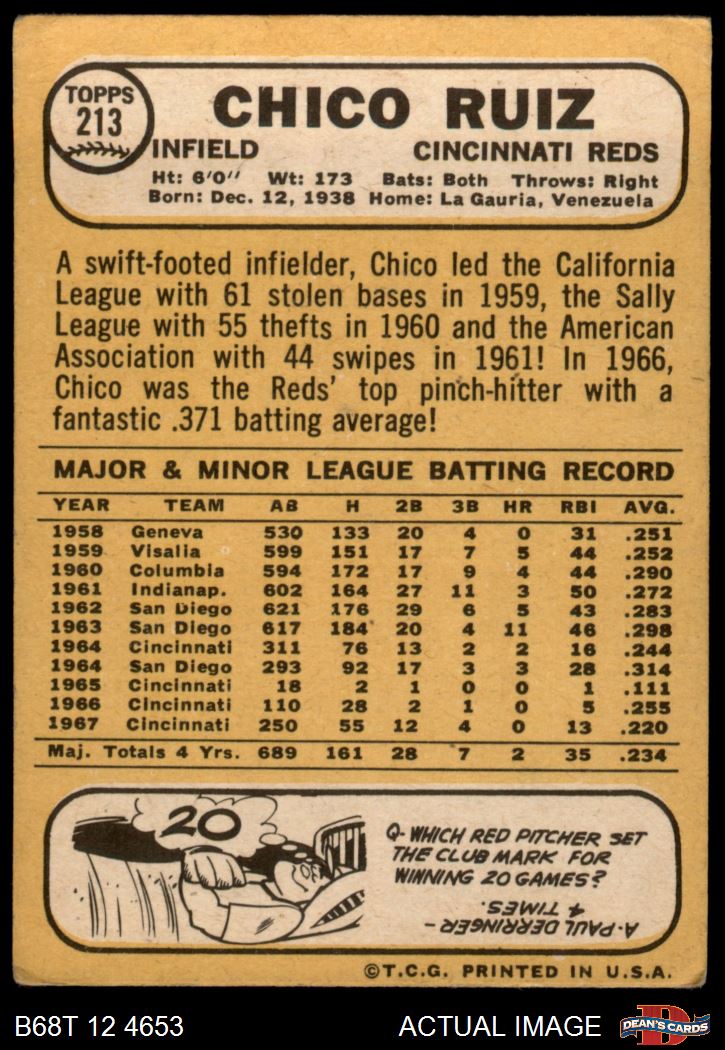 TOPPS
213
CHICO RUIZ
INFIELD CINCINNATI REDS
Ht: 6'0" Wt: 173 Bats: Both Throws: Right
Born: Dec. 12, 1938 Home: La Gauria, Venezuela
A swift-footed infielder, Chico led the California
League with 61 stolen bases in 1959, the Sally
League with 55 thefts in 1960 and the American
Association with 44 swipes in 1961! In 1966,
Chico was the Reds' top pinch-hitter with a
fantastic .371 batting average!
MAJOR & MINOR LEAGUE BATTING RECORD
YEAR TEAM AB H 2B 3B HR RBI AVG.
1958 Geneva 530 133 20 4 0 31 .251
1959 Visalia 599 151 17 7 5 44 .252
1960 Columbia 594 172 17 9 4 44 .290
1961 Indianap. 602 164 27 11 3 50 .272
1962 San Diego 621 176 29 6 5 43 .283
1963 San Diego 617 184 20 4 11 46 .298
1964 Cincinnati 311 76 13 2 2 16 .244
1964 San Diego 293 92 17 3 3 28 .314
1965 Cincinnati 18 2 1 0 0 1 .111
1966 Cincinnati 110 28 2 1 0 5 .255
1967 Cincinnati 250 55 12 4 0 13 .220
Maj. Totals 4 Yrs. 689 161 28 7 2 35 .234
20
Q- WHICH RED PITCHER SET
THE CLUB MARK FOR
WINNING 20 GAMES?
A- PAUL DERRINGER -
4 TIMES.
©T.C.G. PRINTED IN U.S.A.
B68T 12 4653 ACTUAL IMAGE
D
DEAN'S CARDS